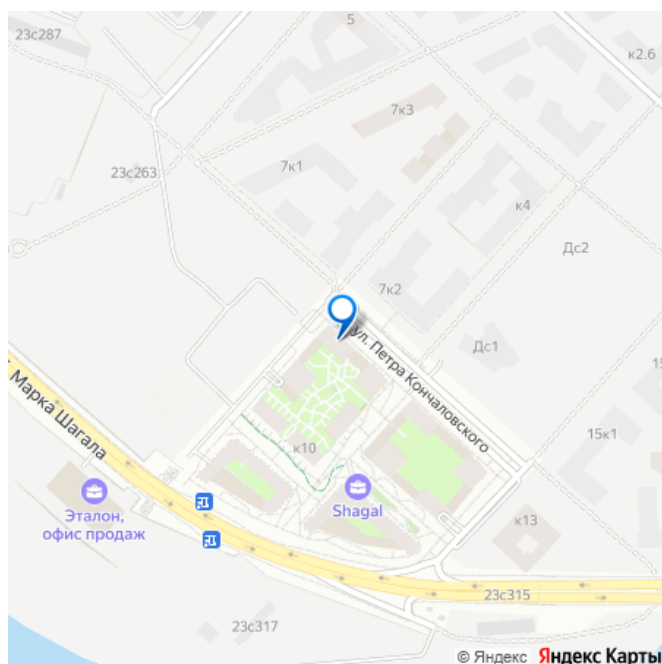 5
23с287
к2.6
7к3
7к1
23с263
к4
Дс2
7к2
ул. Петра Кончаловского
Дс1
Марка Шагала
15к1
к10
Shagal
Эталон,
офис продаж
к13
23с315
23с317
© Яндекс Яндекс Карты